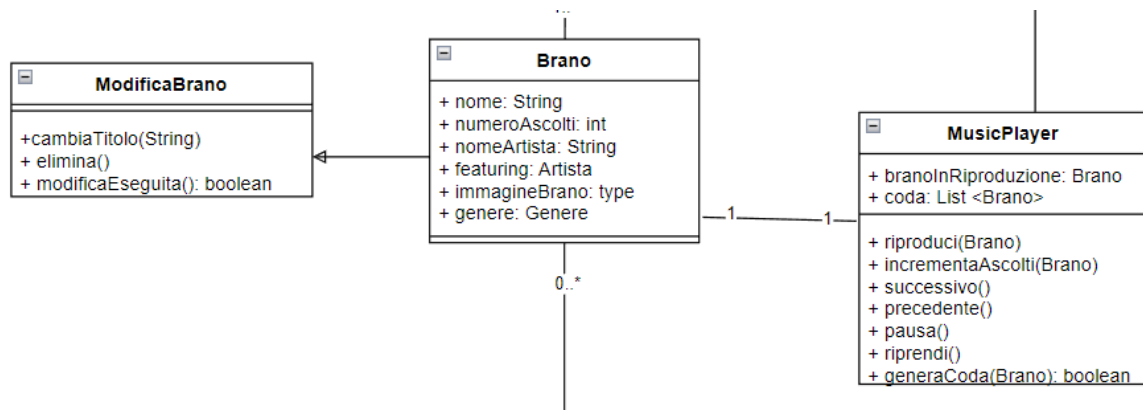 ModificaBrano
+cambiaTitolo(String)
+ elimina()
+ modificaEseguita(): boolean
Brano
+ nome: String
+ numeroAscolti: int
+ nomeArtista: String
+ featuring: Artista
+ immagineBrano: type
+ genere: Genere
0..*
1
1
MusicPlayer
+ branoInRiproduzione: Brano
+ coda: List <Brano>
+ riproduci(Brano)
+ incrementaAscolti(Brano)
+ successivo()
+ precedente()
+ pausa()
+ riprendi()
+ generaCoda(Brano): boolean